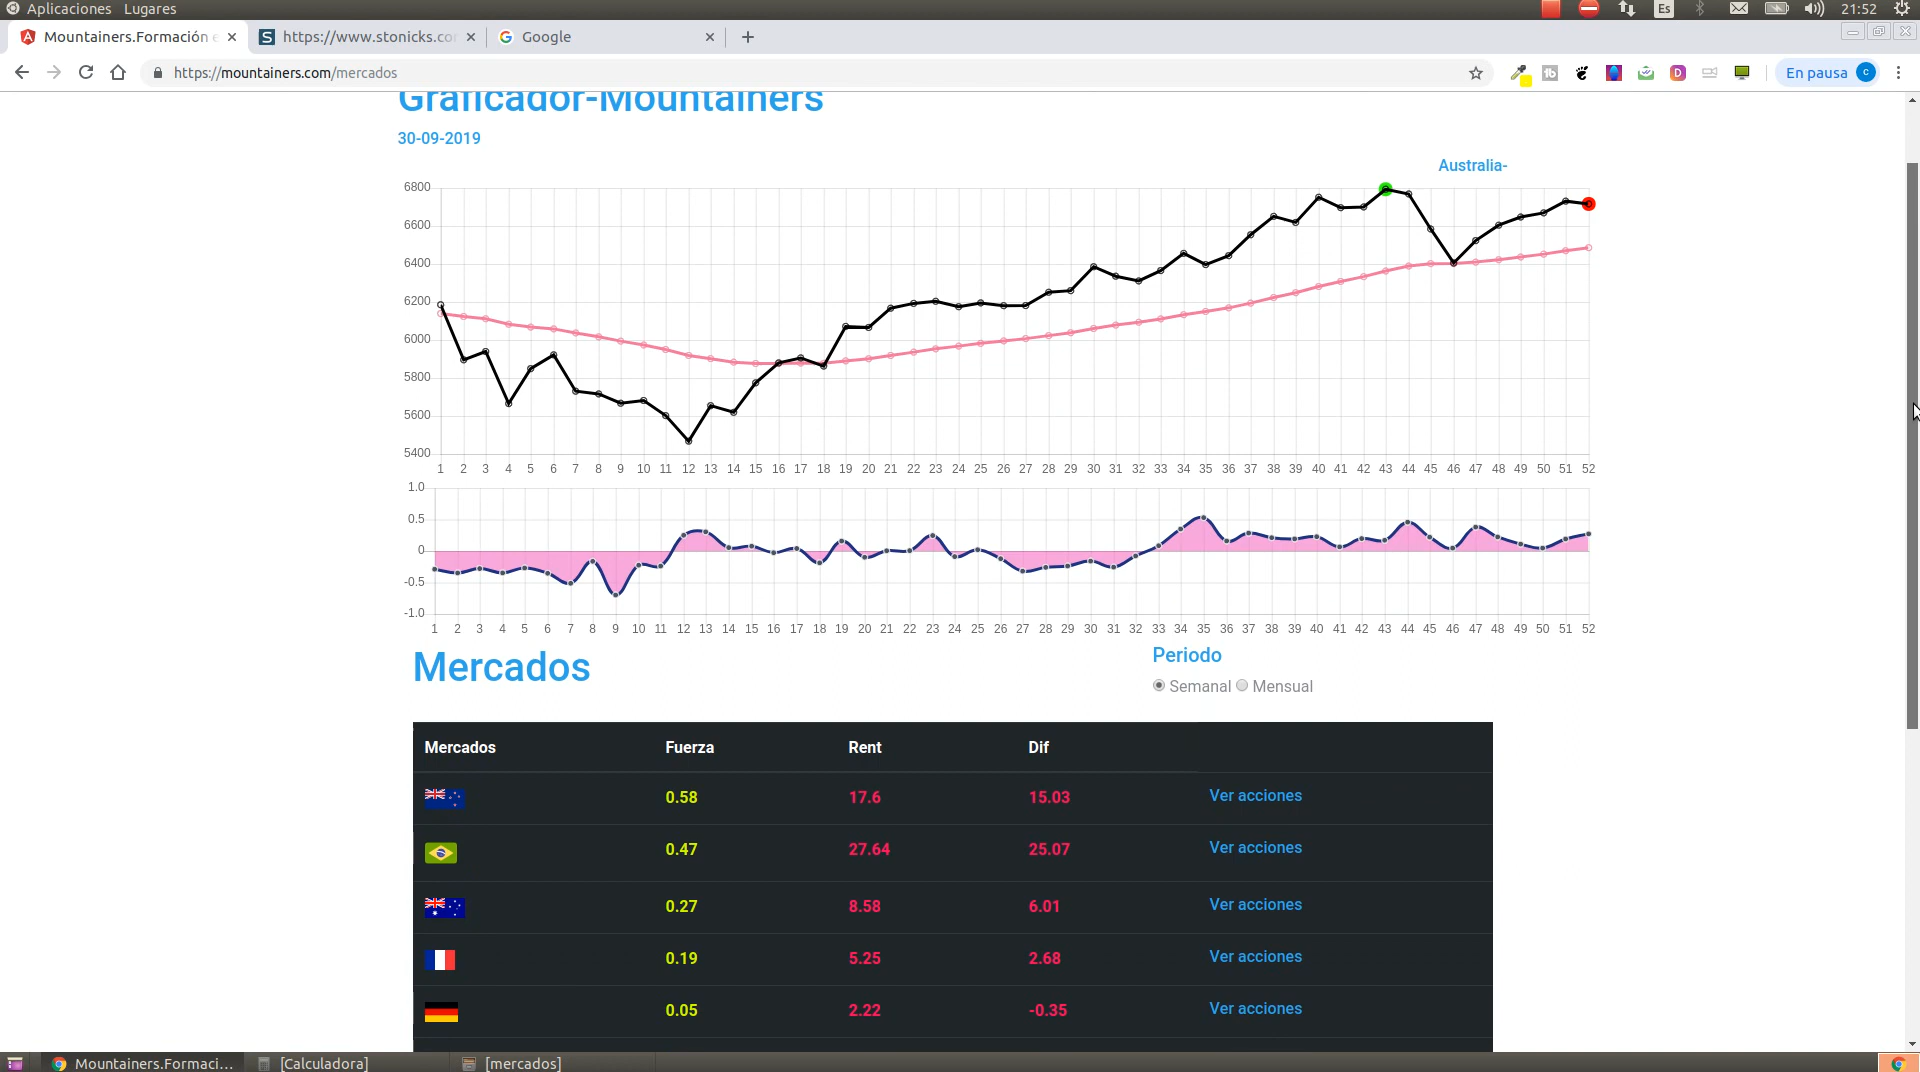 Aplicaciones Lugares
Es 21:52
Mountainers.Formación e
https://www.stonicks.co
Google
https://mountainers.com/mercados
En pausa C
Graficador-Mountainers
30-09-2019
Australia-
6800
6600
6400
6200
6000
5800
5600
5400
1 2 3 4 5 6 7 8 9 10 11 12 13 14 15 16 17 18 19 20 21 22 23 24 25 26 27 28 29 30 31 32 33 34 35 36 37 38 39 40 41 42 43 44 45 46 47 48 49 50 51 52
1.0
0.5
0
-0.5
-1.0
1 2 3 4 5 6 7 8 9 10 11 12 13 14 15 16 17 18 19 20 21 22 23 24 25 26 27 28 29 30 31 32 33 34 35 36 37 38 39 40 41 42 43 44 45 46 47 48 49 50 51 52
Mercados
Periodo
Semanal Mensual
Mercados Fuerza Rent Dif
0.58 17.6 15.03 Ver acciones
0.47 27.64 25.07 Ver acciones
0.27 8.58 6.01 Ver acciones
0.19 5.25 2.68 Ver acciones
0.05 2.22 -0.35 Ver acciones
Mountainers.Formaci... [Calculadora] [mercados]